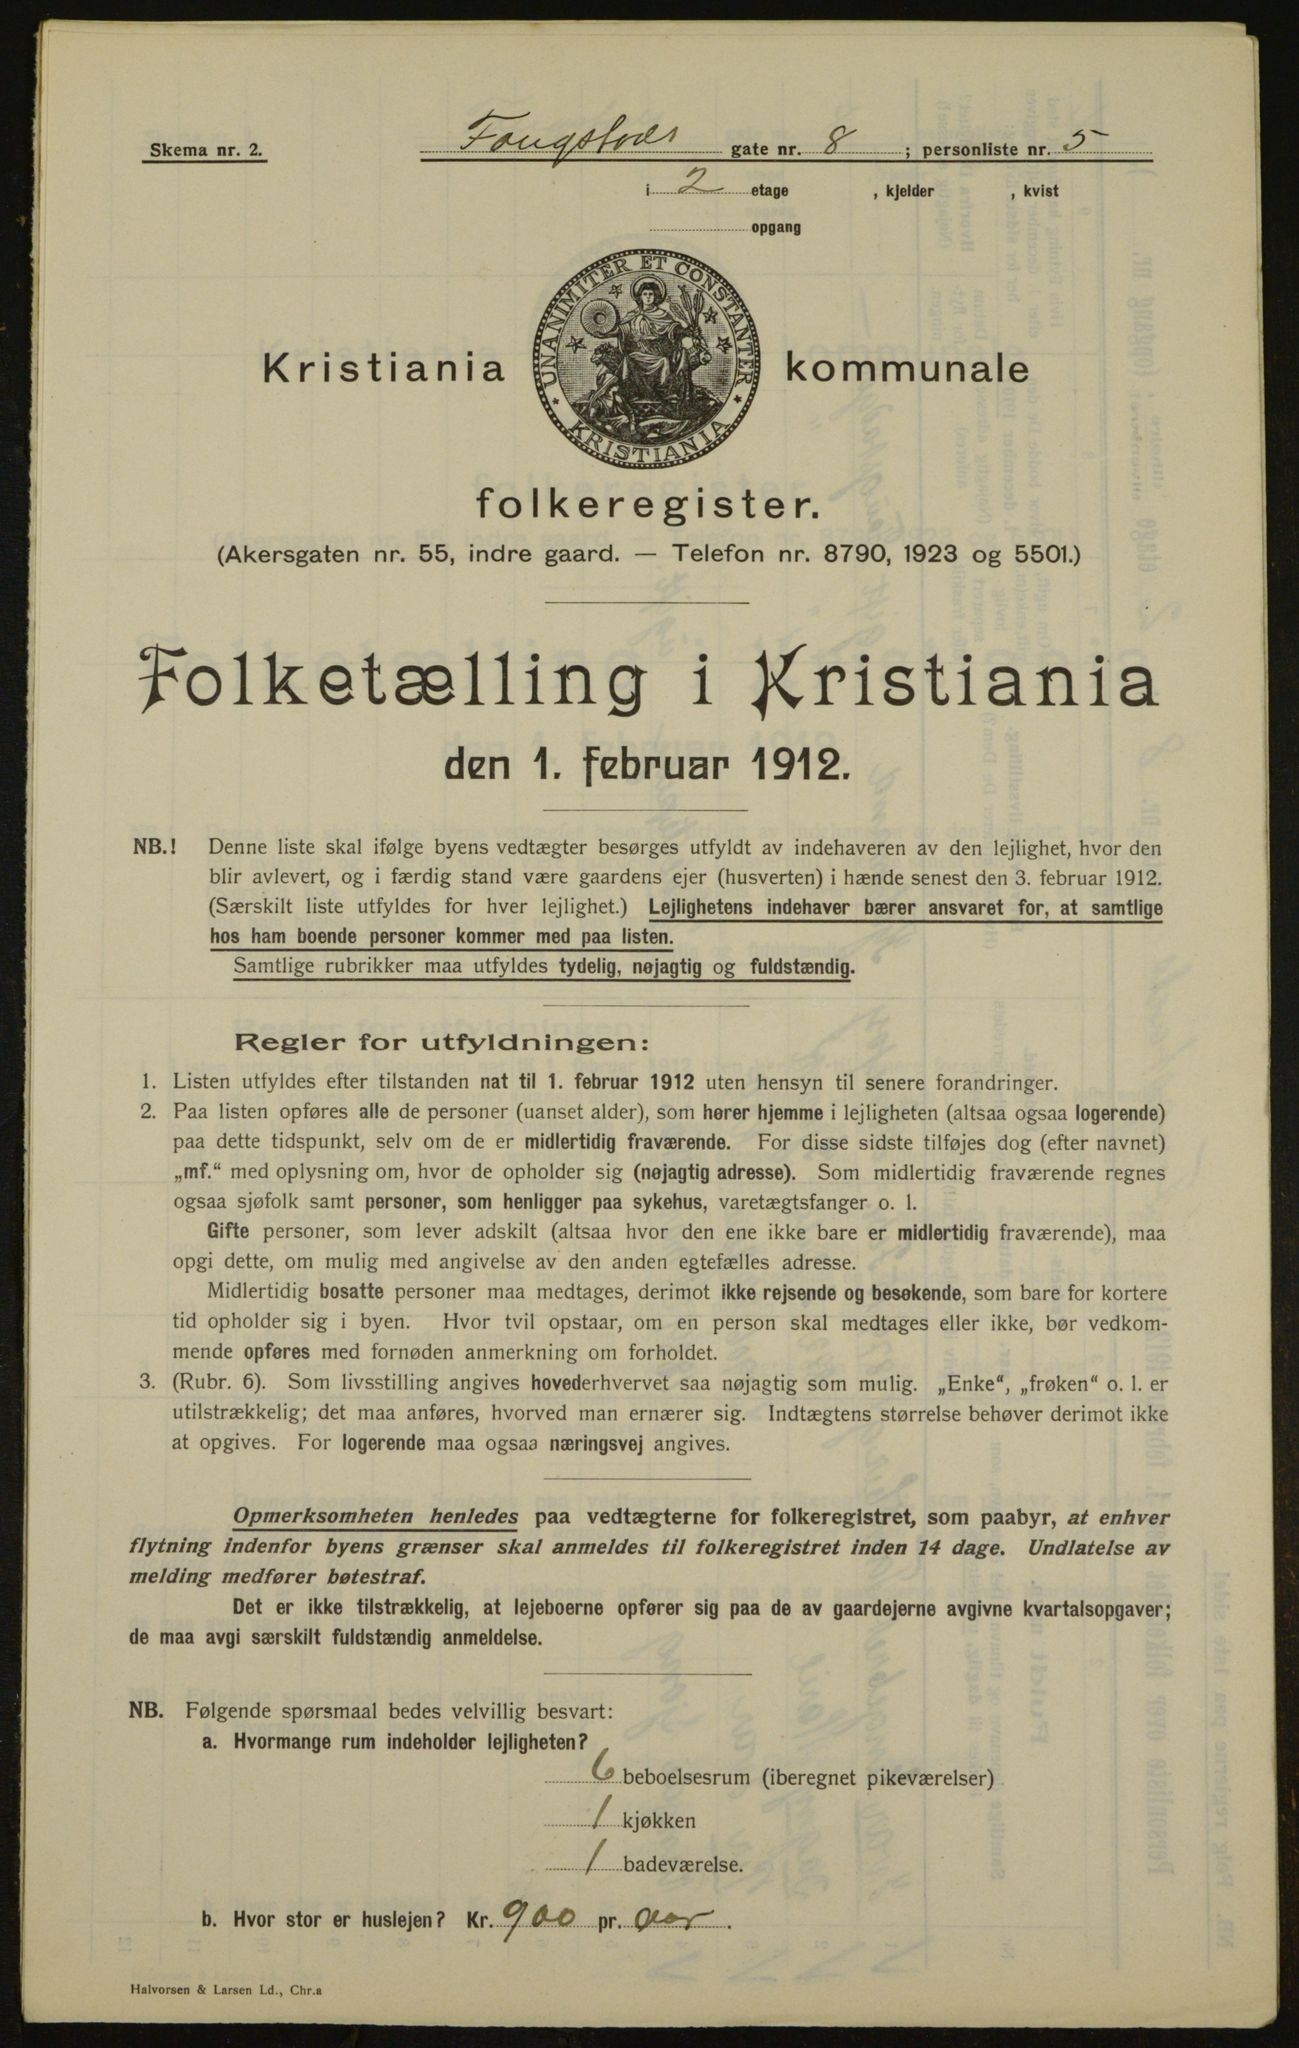 Skema nr. 2.
Faugstads gate nr. 8 ; personliste nr. 5
i 2 etage , kjelder , kvist
opgang
UNANIMITER ET CONSTANTER
KRISTIANIA
Kristiania kommunale
folkeregister.
(Akersgaten nr. 55, indre gaard. — Telefon nr. 8790, 1923 og 5501.)
Folketælling i Kristiania
den 1. februar 1912.
NB.! Denne liste skal ifølge byens vedtægter besørges utfyldt av indehaveren av den lejlighet, hvor den
blir avlevert, og i færdig stand være gaardens ejer (husverten) i hænde senest den 3. februar 1912.
(Særskilt liste utfyldes for hver lejlighet.) Lejlighetens indehaver bærer ansvaret for, at samtlige
hos ham boende personer kommer med paa listen.
Samtlige rubrikker maa utfyldes tydelig, nøjagtig og fuldstændig.
Regler for utfyldningen:
1. Listen utfyldes efter tilstanden nat til 1. februar 1912 uten hensyn til senere forandringer.
2. Paa listen opføres alle de personer (uanset alder), som hører hjemme i lejligheten (altsaa ogsaa logerende)
paa dette tidspunkt, selv om de er midlertidig fraværende. For disse sidste tilføjes dog (efter navnet)
„mf.“ med oplysning om, hvor de opholder sig (nøjagtig adresse). Som midlertidig fraværende regnes
ogsaa sjøfolk samt personer, som henligger paa sykehus, varetægtsfanger o. l.
Gifte personer, som lever adskilt (altsaa hvor den ene ikke bare er midlertidig fraværende), maa
opgi dette, om mulig med angivelse av den anden egtefælles adresse.
Midlertidig bosatte personer maa medtages, derimot ikke rejsende og besøkende, som bare for kortere
tid opholder sig i byen. Hvor tvil opstaar, om en person skal medtages eller ikke, bør vedkom-
mende opføres med fornøden anmerkning om forholdet.
3. (Rubr. 6). Som livsstilling angives hovederhvervet saa nøjagtig som mulig. „Enke“, „frøken“ o. l. er
utilstrækkelig; det maa anføres, hvorved man ernærer sig. Indtægtens størrelse behøver derimot ikke
at opgives. For logerende maa ogsaa næringsvej angives.
Opmerksomheten henledes paa vedtægterne for folkeregistret, som paabyr, at enhver
flytning indenfor byens grænser skal anmeldes til folkeregistret inden 14 dage. Undlatelse av
melding medfører bøtestraf.
Det er ikke tilstrækkelig, at lejeboerne opfører sig paa de av gaardejerne avgivne kvartalsopgaver;
de maa avgi særskilt fuldstændig anmeldelse.
NB. Følgende spørsmaal bedes velvillig besvart:
a. Hvormange rum indeholder lejligheten?
6 beboelsesrum (iberegnet pikeværelser)
1 kjøkken
1 badeværelse.
b. Hvor stor er huslejen? Kr. 900 pr. aar .
Halvorsen & Larsen Ld., Chr.a